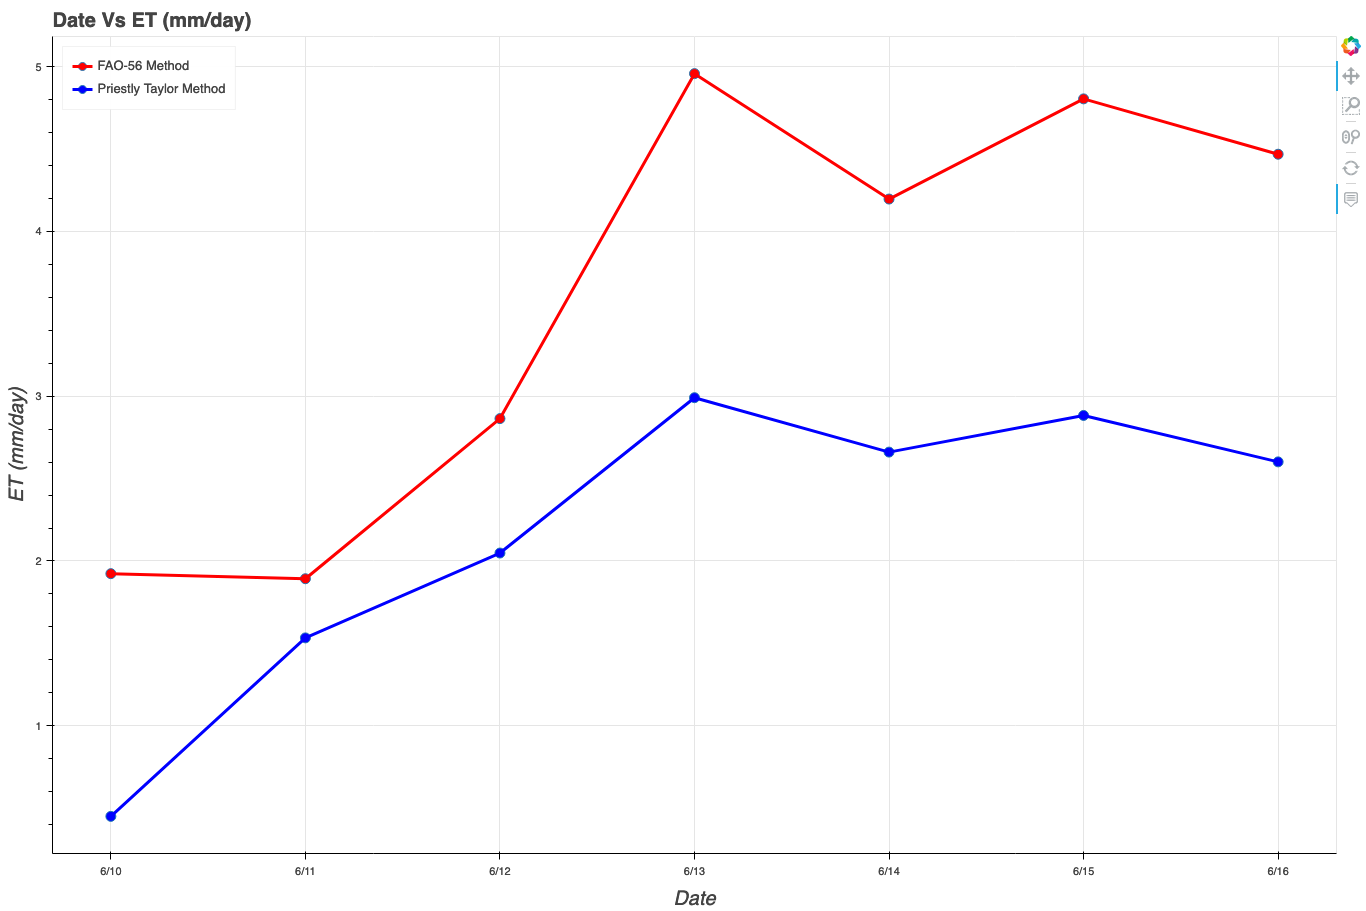 Date Vs ET (mm/day)
FAO-56 Method
Priestly Taylor Method
5
4
3
2
1
ET (mm/day)
6/10 6/11 6/12 6/13 6/14 6/15 6/16
Date